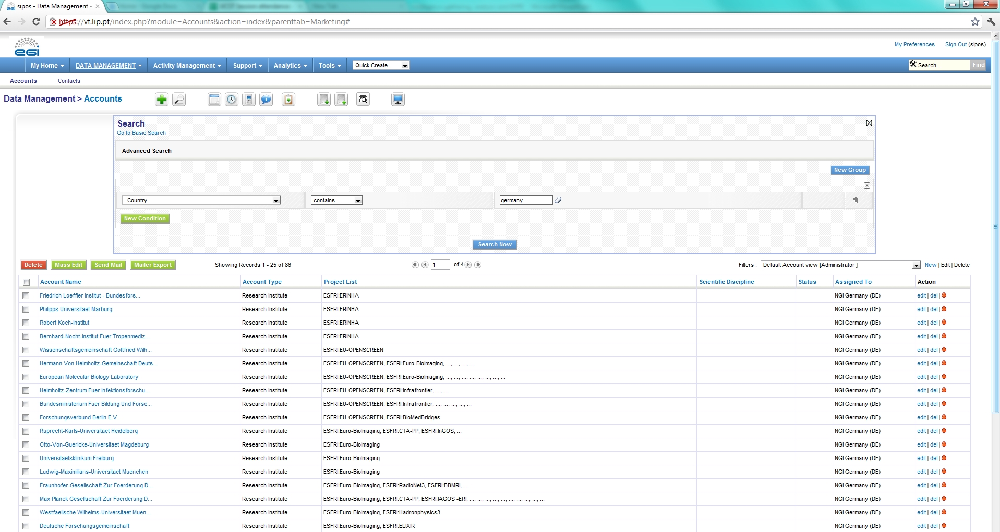 sipos - Data Management -
https://vt.lip.pt/index.php?module=Accounts&action=index&parenttab=Marketing#
egi
My Preferences Sign Out (sipos)
My Home DATA MANAGEMENT Activity Management Support Analytics Tools Quick Create... Search... Find
Accounts Contacts
Data Management > Accounts
Search [x]
Go to Basic Search
Advanced Search
New Group
Country contains germany
New Condition
Search Now
Delete Mass Edit Send Mail Mailer Export Showing Records 1 - 25 of 86 1 of 4 Filters : Default Account view [Administrator ] New | Edit | Delete
Account Name Account Type Project List Scientific Discipline Status Assigned To Action
Friedrich Loeffler Institut - Bundesfors... Research Institute ESFRI:ERINHA NGI Germany (DE) edit | del |
Philipps Universitaet Marburg Research Institute ESFRI:ERINHA NGI Germany (DE) edit | del |
Robert Koch-Institut Research Institute ESFRI:ERINHA NGI Germany (DE) edit | del |
Bernhard-Nocht-Institut Fuer Tropenmediz... Research Institute ESFRI:ERINHA NGI Germany (DE) edit | del |
Wissenschaftsgemeinschaft Gottfried Wilh... Research Institute ESFRI:EU-OPENSCREEN NGI Germany (DE) edit | del |
Hermann Von Helmholtz-Gemeinschaft Deuts... Research Institute ESFRI:EU-OPENSCREEN, ESFRI:Euro-BioImaging, ..., ..., ..., ... NGI Germany (DE) edit | del |
European Molecular Biology Laboratory Research Institute ESFRI:EU-OPENSCREEN, ESFRI:Euro-BioImaging, ..., ..., ..., ..., ..., ..., ..., ... NGI Germany (DE) edit | del |
Helmholtz-Zentrum Fuer Infektionsforschu... Research Institute ESFRI:EU-OPENSCREEN, ESFRI:Infrafrontier, ..., ... NGI Germany (DE) edit | del |
Bundesministerium Fuer Bildung Und Forsc... Research Institute ESFRI:EU-OPENSCREEN, ESFRI:Infrafrontier, ..., ..., ..., ..., ... NGI Germany (DE) edit | del |
Forschungsverbund Berlin E.V. Research Institute ESFRI:EU-OPENSCREEN, ESFRI:BioMedBridges NGI Germany (DE) edit | del |
Ruprecht-Karls-Universitaet Heidelberg Research Institute ESFRI:Euro-BioImaging, ESFRI:CTA-PP, ESFRI:InGOS, ... NGI Germany (DE) edit | del |
Otto-Von-Guericke-Universitaet Magdeburg Research Institute ESFRI:Euro-BioImaging NGI Germany (DE) edit | del |
Universitaetsklinikum Freiburg Research Institute ESFRI:Euro-BioImaging NGI Germany (DE) edit | del |
Ludwig-Maximilians-Universitaet Muenchen Research Institute ESFRI:Euro-BioImaging NGI Germany (DE) edit | del |
Fraunhofer-Gesellschaft Zur Foerderung D... Research Institute ESFRI:Euro-BioImaging, ESFRI:RadioNet3, ESFRI:BBMRI, ... NGI Germany (DE) edit | del |
Max Planck Gesellschaft Zur Foerderung D... Research Institute ESFRI:Euro-BioImaging, ESFRI:CTA-PP, ESFRI:IAGOS -ERI, ..., ..., ..., ..., ..., ..., ..., ..., ..., ... NGI Germany (DE) edit | del |
Westfaelische Wilhelms-Universitaet Muen... Research Institute ESFRI:Euro-BioImaging, ESFRI:Hadronphysics3 NGI Germany (DE) edit | del |
Deutsche Forschungsgemeinschaft Research Institute ESFRI:Euro-BioImaging, ESFRI:ELIXIR NGI Germany (DE) edit | del |